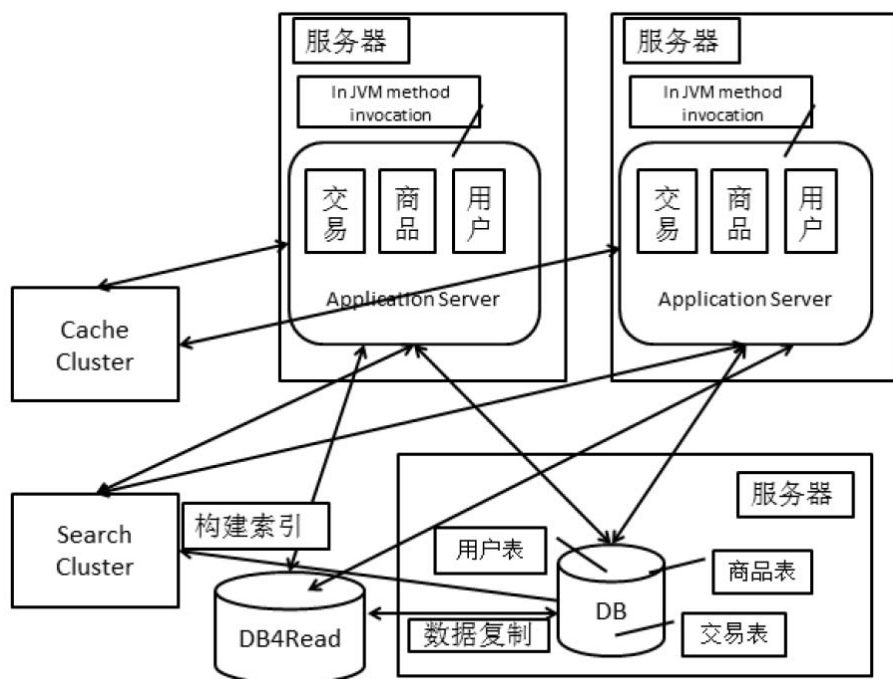 服务器
In JVM method
invocation
交易
商品
用户
Application Server
服务器
In JVM method
invocation
交易
商品
用户
Application Server
Cache
Cluster
Search
Cluster
构建索引
服务器
用户表
商品表
DB
交易表
DB4Read
数据复制